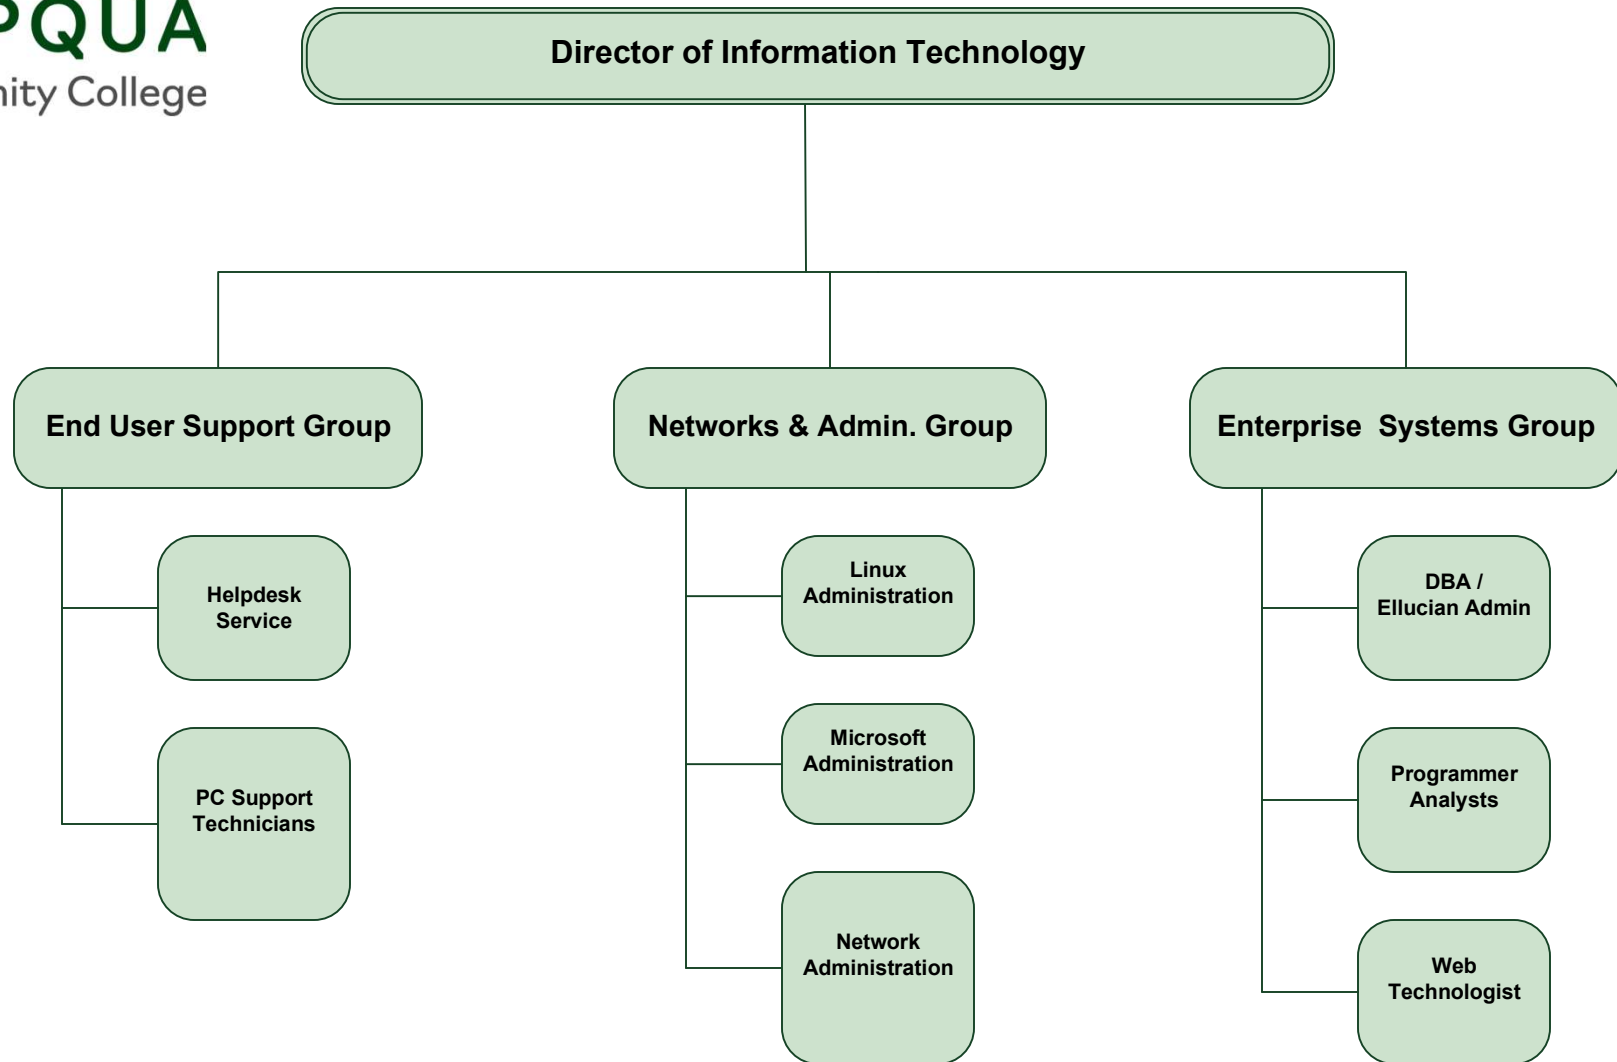 PQUA
nity College
Director of Information Technology
End User Support Group
Networks & Admin. Group
Enterprise Systems Group
Helpdesk
Service
PC Support
Technicians
Linux
Administration
Microsoft
Administration
Network
Administration
DBA /
Ellucian Admin
Programmer
Analysts
Web
Technologist